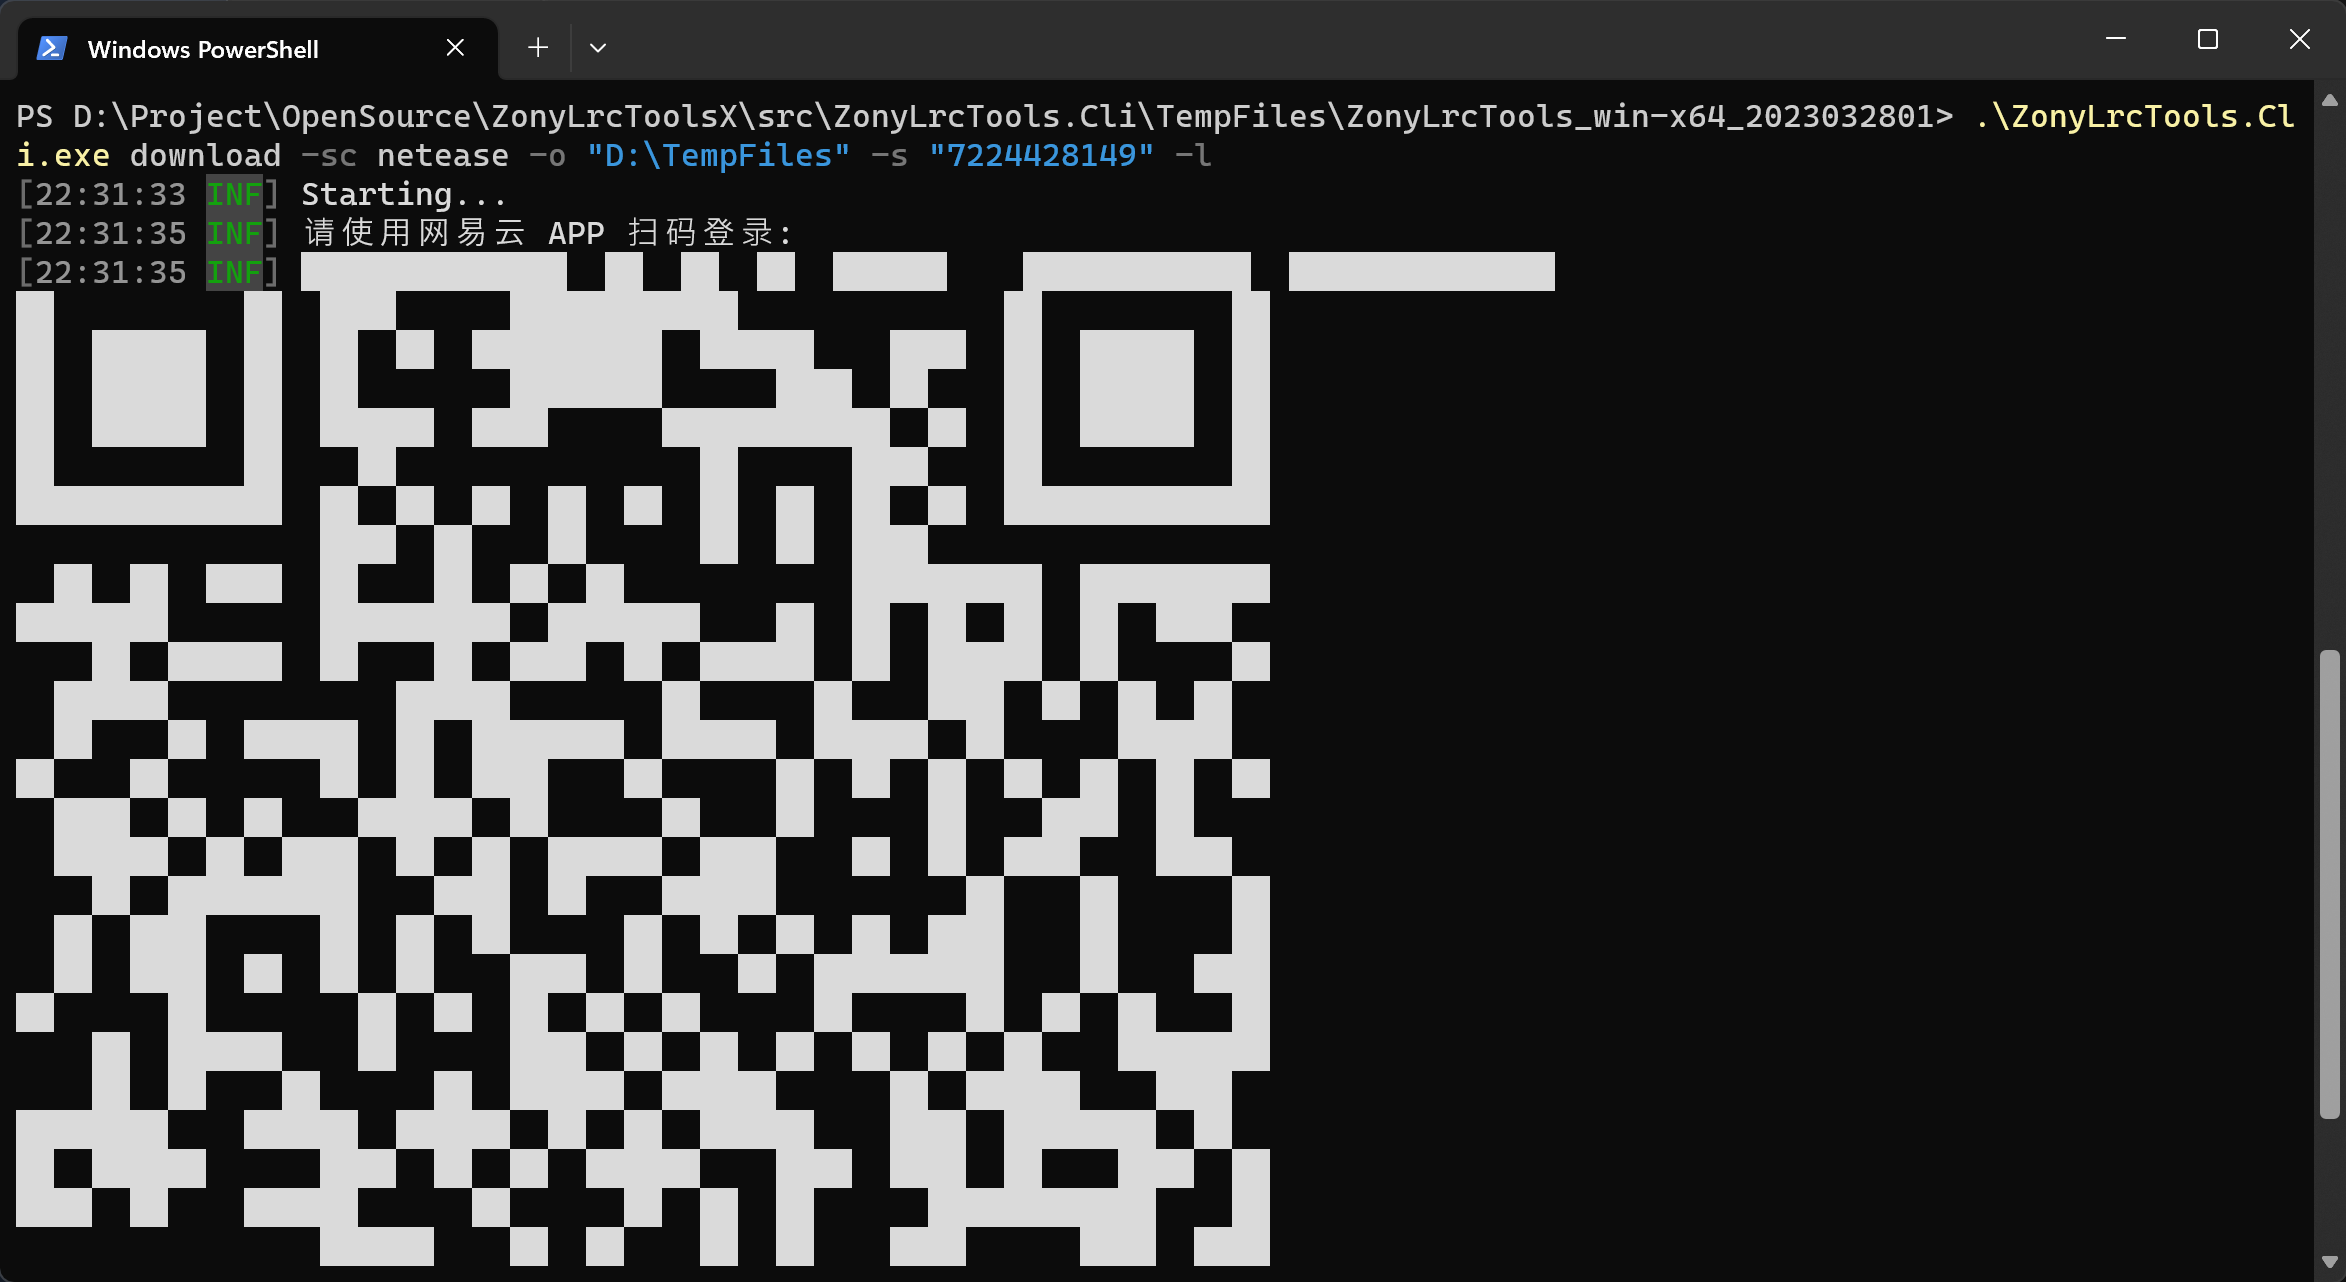 Windows PowerShell
PS D:\Project\OpenSource\ZonyLrcToolsX\src\ZonyLrcTools.Cli\TempFiles\ZonyLrcTools_win-x64_2023032801> .\ZonyLrcTools.Cl
i.exe download -sc netease -o "D:\TempFiles" -s "7224428149" -l
[22:31:33 INF] Starting...
[22:31:35 INF] 请使用网易云 APP 扫码登录:
[22:31:35 INF]